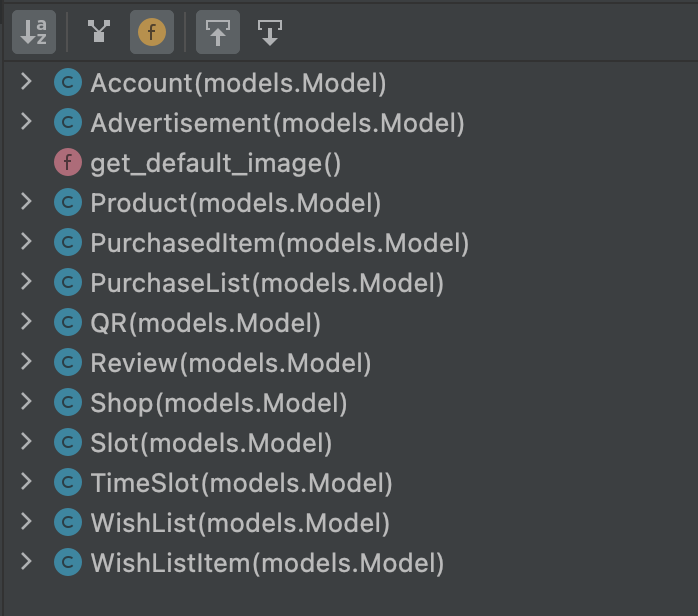 Account(models.Model)
Advertisement(models.Model)
get_default_image()
Product(models.Model)
PurchasedItem(models.Model)
PurchaseList(models.Model)
QR(models.Model)
Review(models.Model)
Shop(models.Model)
Slot(models.Model)
TimeSlot(models.Model)
WishList(models.Model)
WishListItem(models.Model)